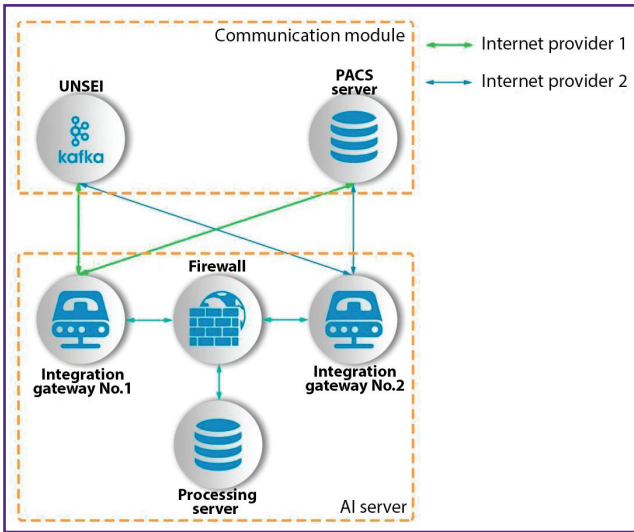 Communication module
Internet provider 1
Internet provider 2
UNSEI
kafka
PACS
server
Firewall
Integration
gateway No.1
Integration
gateway No.2
Processing
server
AI server